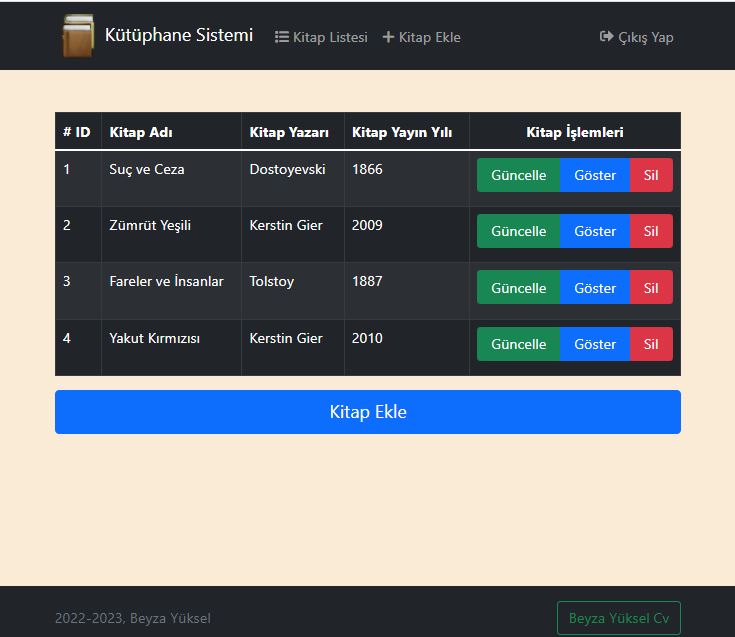 Kütüphane Sistemi Kitap Listesi Kitap Ekle Çıkış Yap
# ID Kitap Adı Kitap Yazarı Kitap Yayın Yılı Kitap İşlemleri
1 Suç ve Ceza Dostoyevski 1866 Güncelle Göster Sil
2 Zümrüt Yeşili Kerstin Gier 2009 Güncelle Göster Sil
3 Fareler ve İnsanlar Tolstoy 1887 Güncelle Göster Sil
4 Yakut Kırmızısı Kerstin Gier 2010 Güncelle Göster Sil
Kitap Ekle
2022-2023, Beyza Yüksel Beyza Yüksel Cv